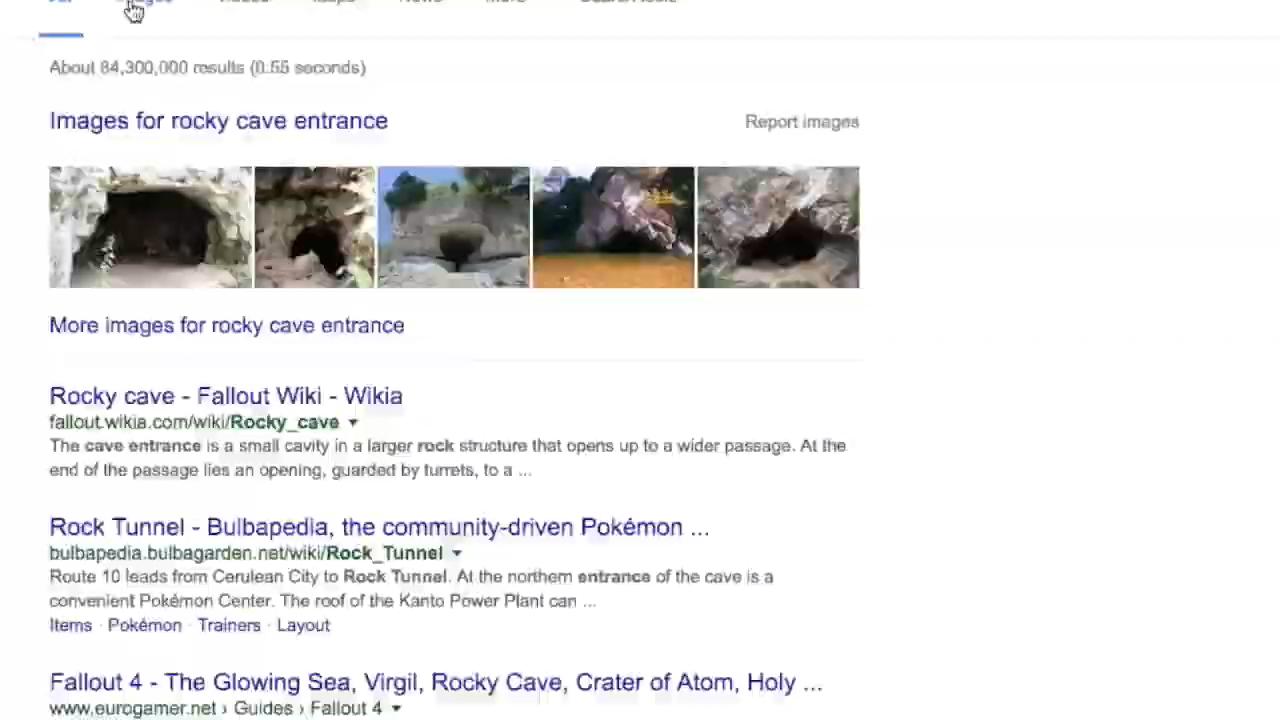 About 84,300,000 results (0.55 seconds)
Images for rocky cave entrance
Report images
More images for rocky cave entrance
Rocky cave - Fallout Wiki - Wikia
fallout.wikia.com/wiki/Rocky_cave
The cave entrance is a small cavity in a larger rock structure that opens up to a wider passage. At the
end of the passage lies an opening, guarded by turrets, to a ...
Rock Tunnel - Bulbapedia, the community-driven Pokémon ...
bulbapedia.bulbagarden.net/wiki/Rock_Tunnel
Route 10 leads from Cerulean City to Rock Tunnel. At the northern entrance of the cave is a
convenient Pokémon Center. The roof of the Kanto Power Plant can ...
Items · Pokémon · Trainers · Layout
Fallout 4 - The Glowing Sea, Virgil, Rocky Cave, Crater of Atom, Holy ...
www.eurogamer.net › Guides › Fallout 4